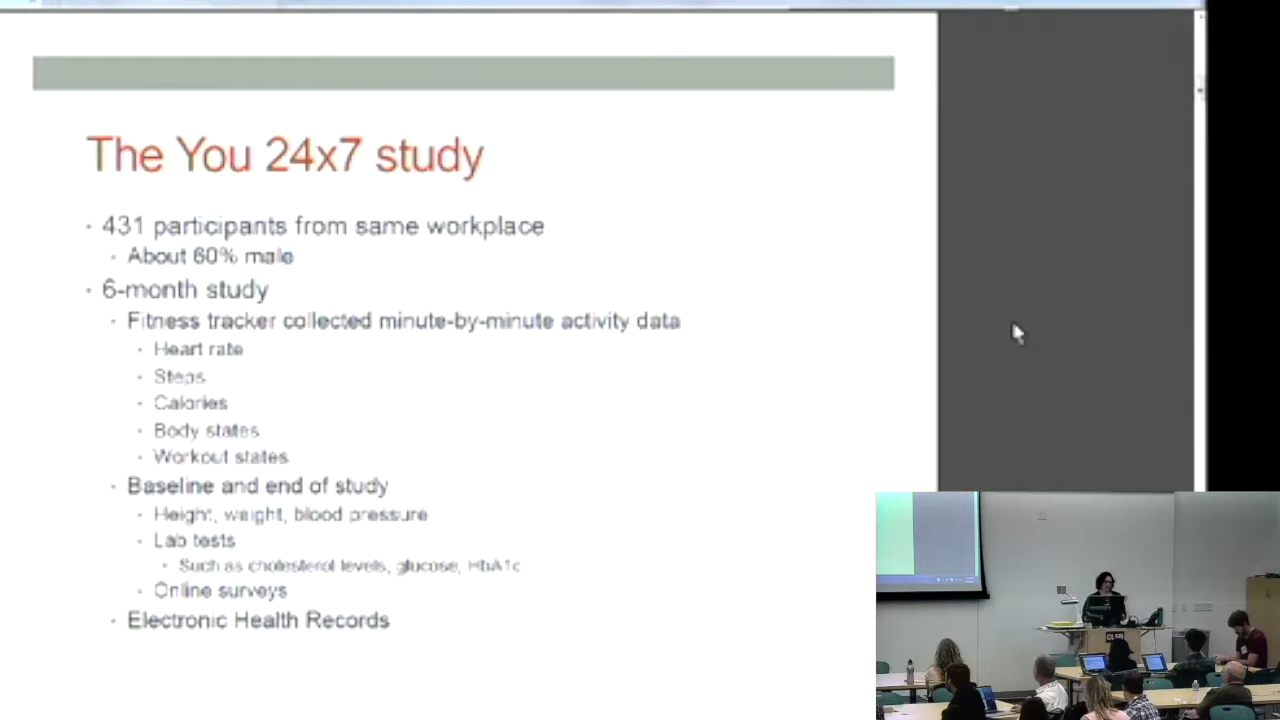 The You 24x7 study
· 431 participants from same workplace
· About 60% male
· 6-month study
· Fitness tracker collected minute-by-minute activity data
· Heart rate
· Steps
· Calories
· Body states
· Workout states
· Baseline and end of study
· Height, weight, blood pressure
· Lab tests
· Such as cholesterol levels, glucose, HbA1c
· Online surveys
· Electronic Health Records
CLSB